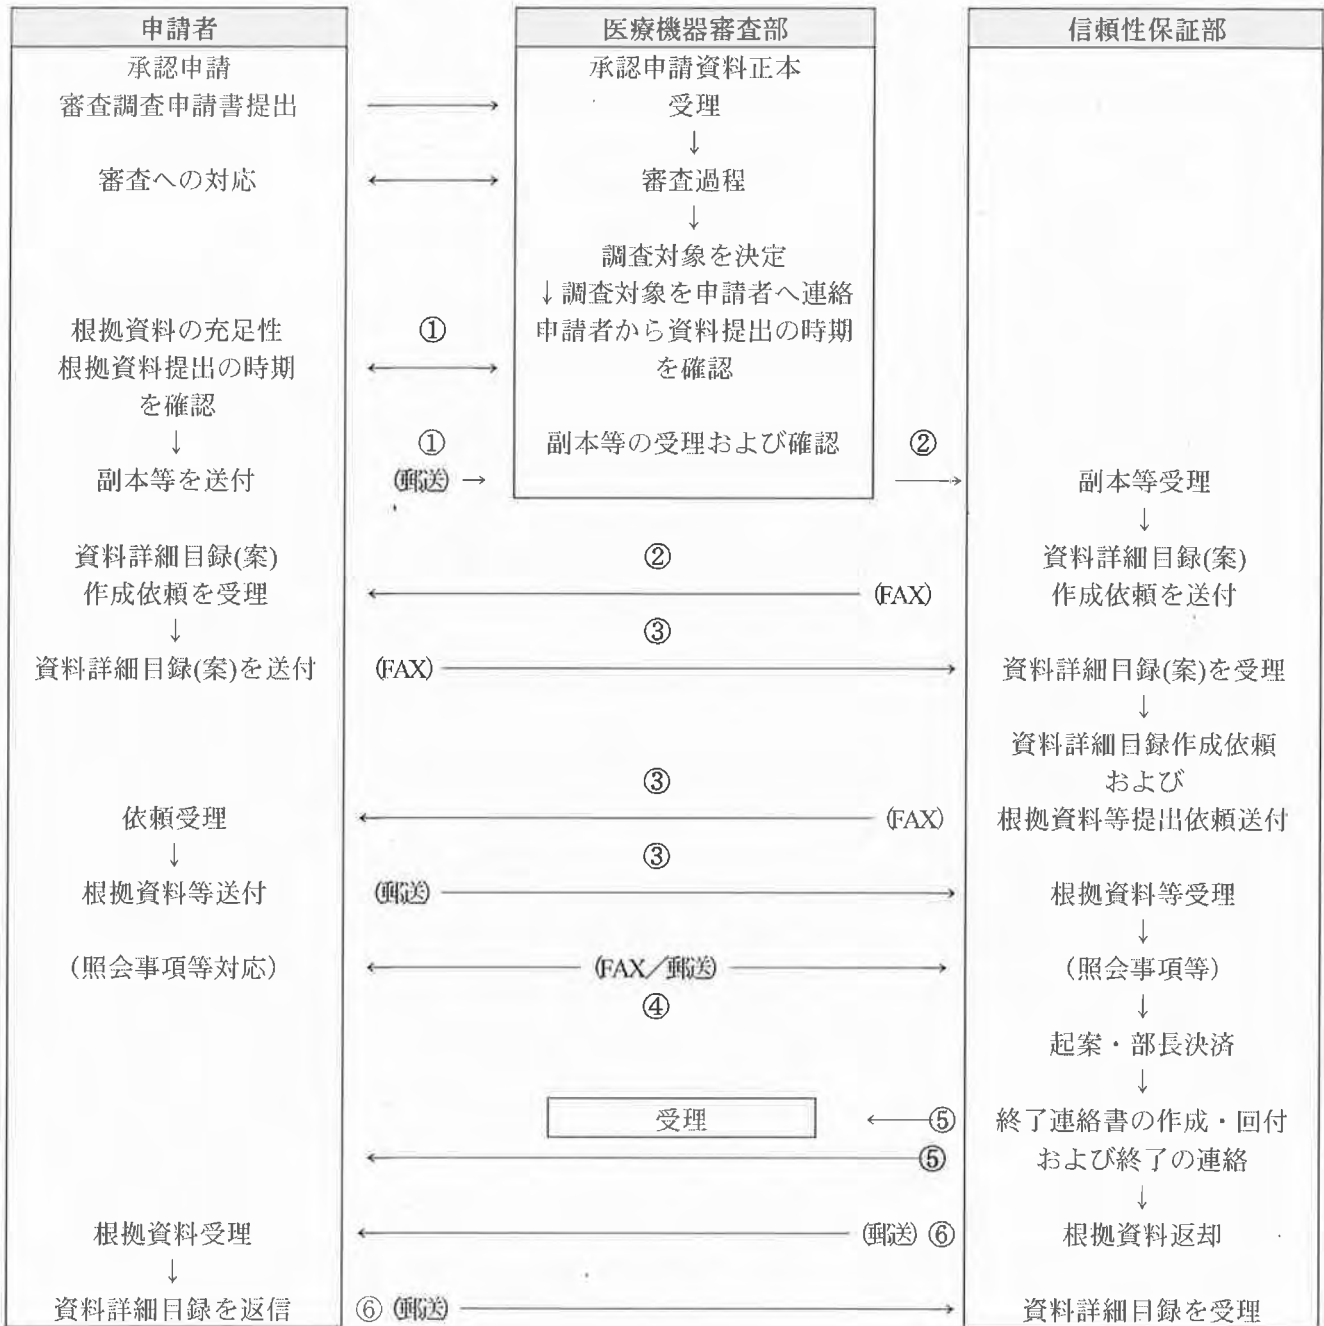 申請者 医療機器審査部 信頼性保証部
承認申請 承認申請資料正本
審査調査申請書提出 → 受理
↓
審査への対応 ←→ 審査過程
↓
調査対象を決定
↓調査対象を申請者へ連絡
根拠資料の充足性 ① 申請者から資料提出の時期
根拠資料提出の時期 ←→ を確認
を確認
↓ ① 副本等の受理および確認 ②
副本等を送付 (郵送) → → 副本等受理
↓
資料詳細目録(案) ② 資料詳細目録(案)
作成依頼を受理 ← (FAX) 作成依頼を送付
↓ ③
資料詳細目録(案)を送付 (FAX) → 資料詳細目録(案)を受理
↓
資料詳細目録作成依頼
③ および
依頼受理 ← (FAX) 根拠資料等提出依頼送付
↓ ③
根拠資料等送付 (郵送) → 根拠資料等受理
↓
(照会事項等対応) ← (FAX/郵送) → (照会事項等)
④ ↓
起案・部長決済
↓
受理 ←⑤ 終了連絡書の作成・回付
← ⑤ および終了の連絡
↓
根拠資料受理 ← (郵送) ⑥ 根拠資料返却
↓
資料詳細目録を返信 ⑥ (郵送) → 資料詳細目録を受理